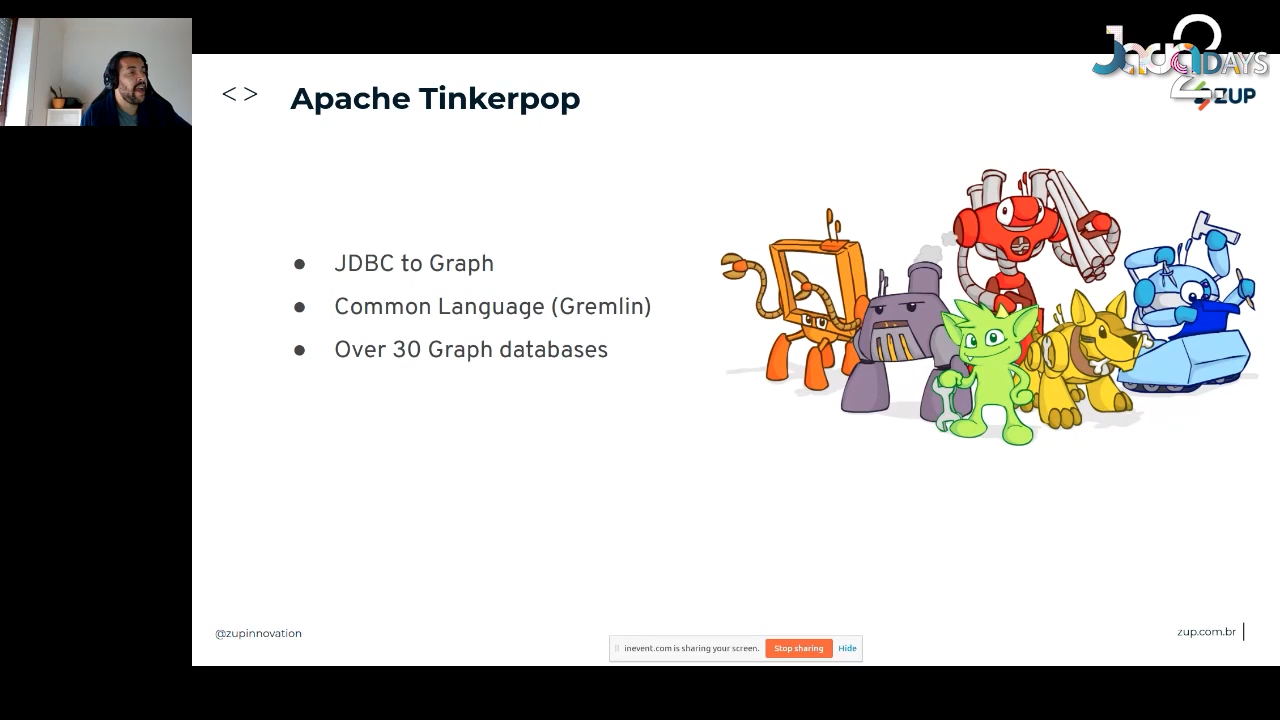 <> Apache Tinkerpop
Java2DAYS
ZUP
● JDBC to Graph
● Common Language (Gremlin)
● Over 30 Graph databases
@zupinnovation
inevent.com is sharing your screen. Stop sharing Hide
zup.com.br